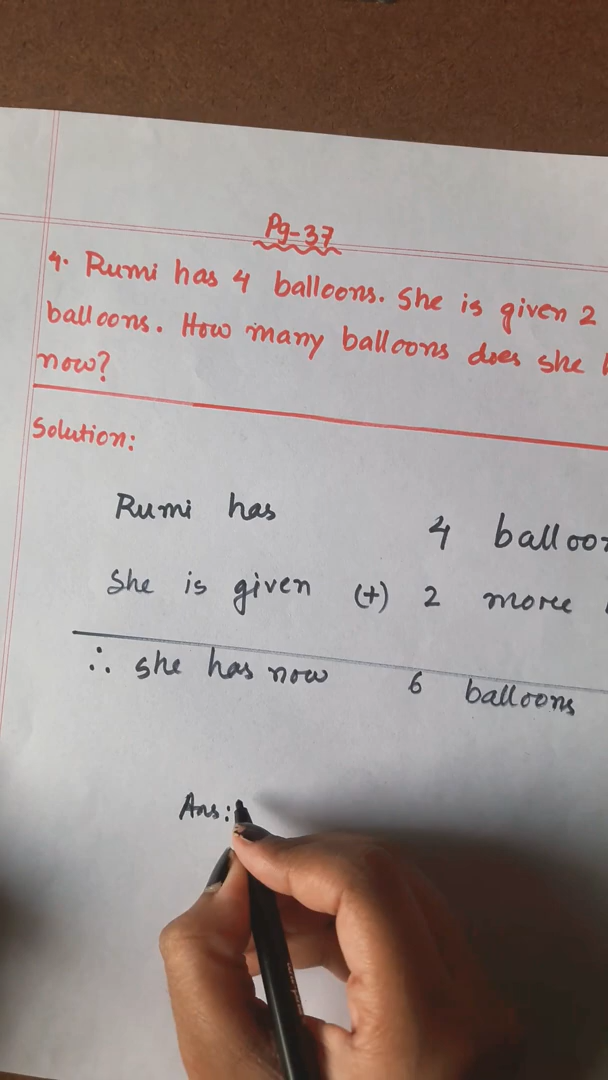 Pg-37
4. Rumi has 4 balloons. She is given 2
balloons. How many balloons does she
now?
Solution:
Rumi has 4 balloon
She is given (+) 2 more
∴ she has now 6 balloons
Ans: